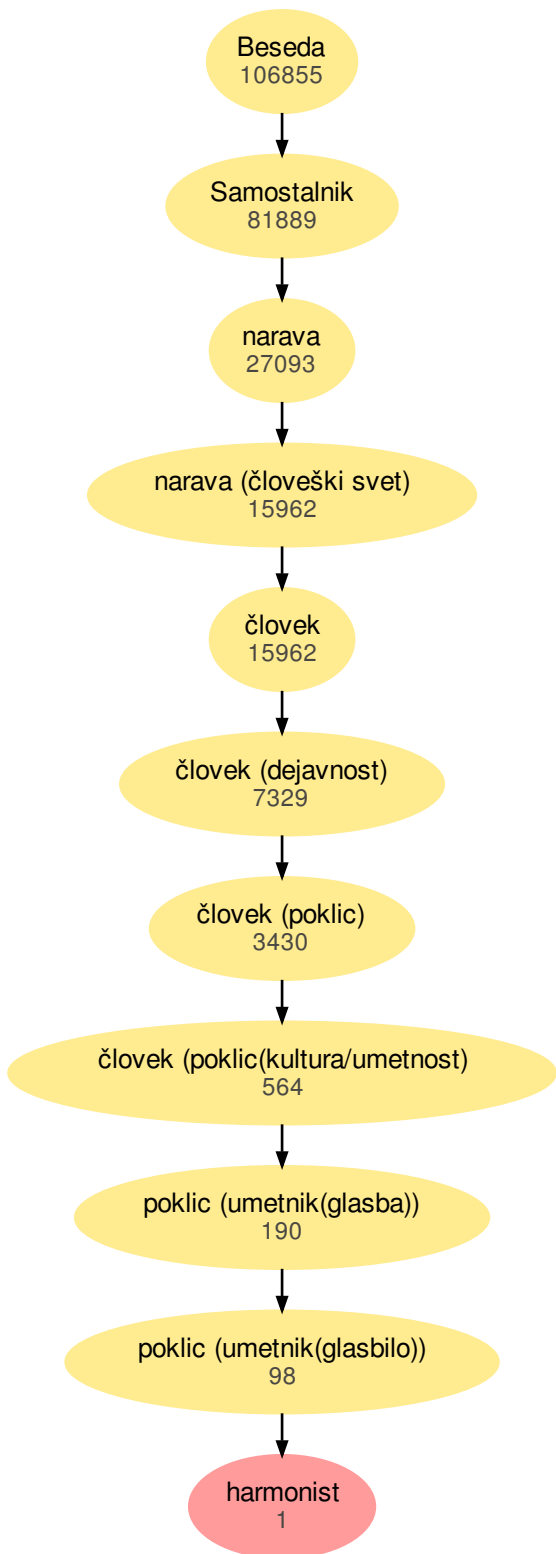 Beseda
106855
Samostalnik
81889
narava
27093
narava (človeški svet)
15962
človek
15962
človek (dejavnost)
7329
človek (poklic)
3430
človek (poklic(kultura/umetnost)
564
poklic (umetnik(glasba))
190
poklic (umetnik(glasbilo))
98
harmonist
1